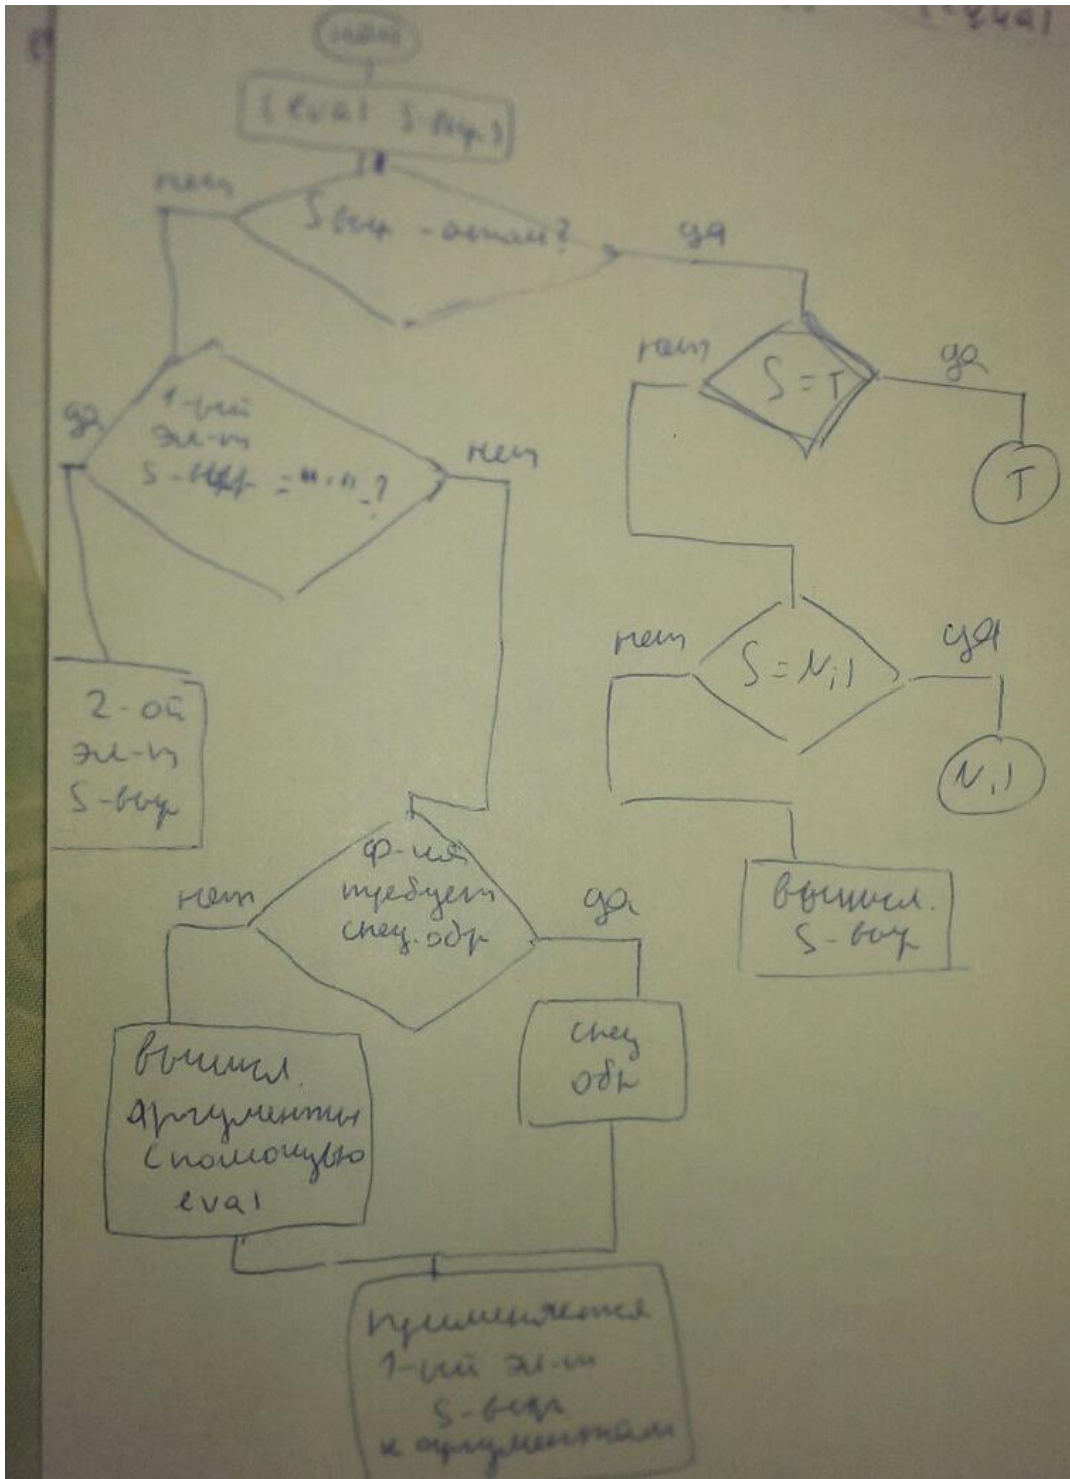 нач
(eval S-выр)
нет
S выр - атом?
да
нет
S = T
да
T
да
1-ый
эл-т
S-выр = "'" ?
нет
2-ой
эл-т
S-выр
нет
S = Nil
да
Nil
вычисл.
S-выр
нет
ф-ия
требует
спец. обр
да
вычисл.
аргументы
с помощью
eval
спец
обр
применяется
1-ый эл-т
S-выр
к аргументам